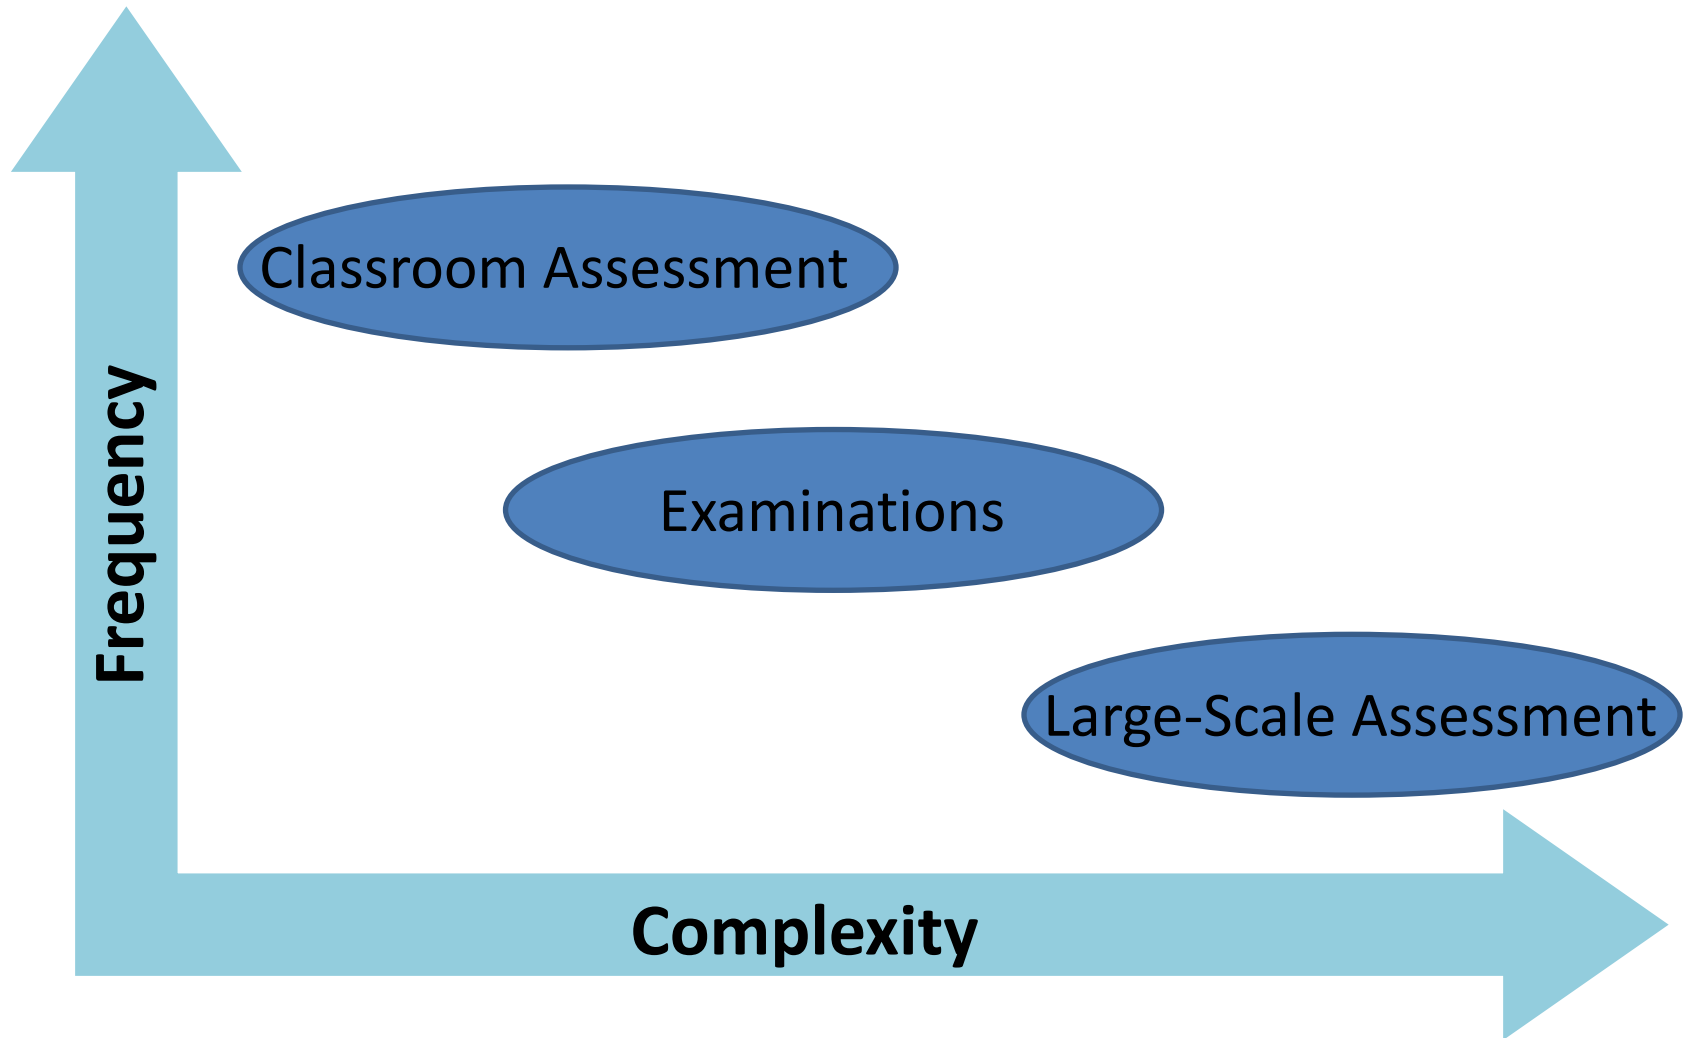 Classroom Assessment
Frequency
Examinations
Large-Scale Assessment
Complexity